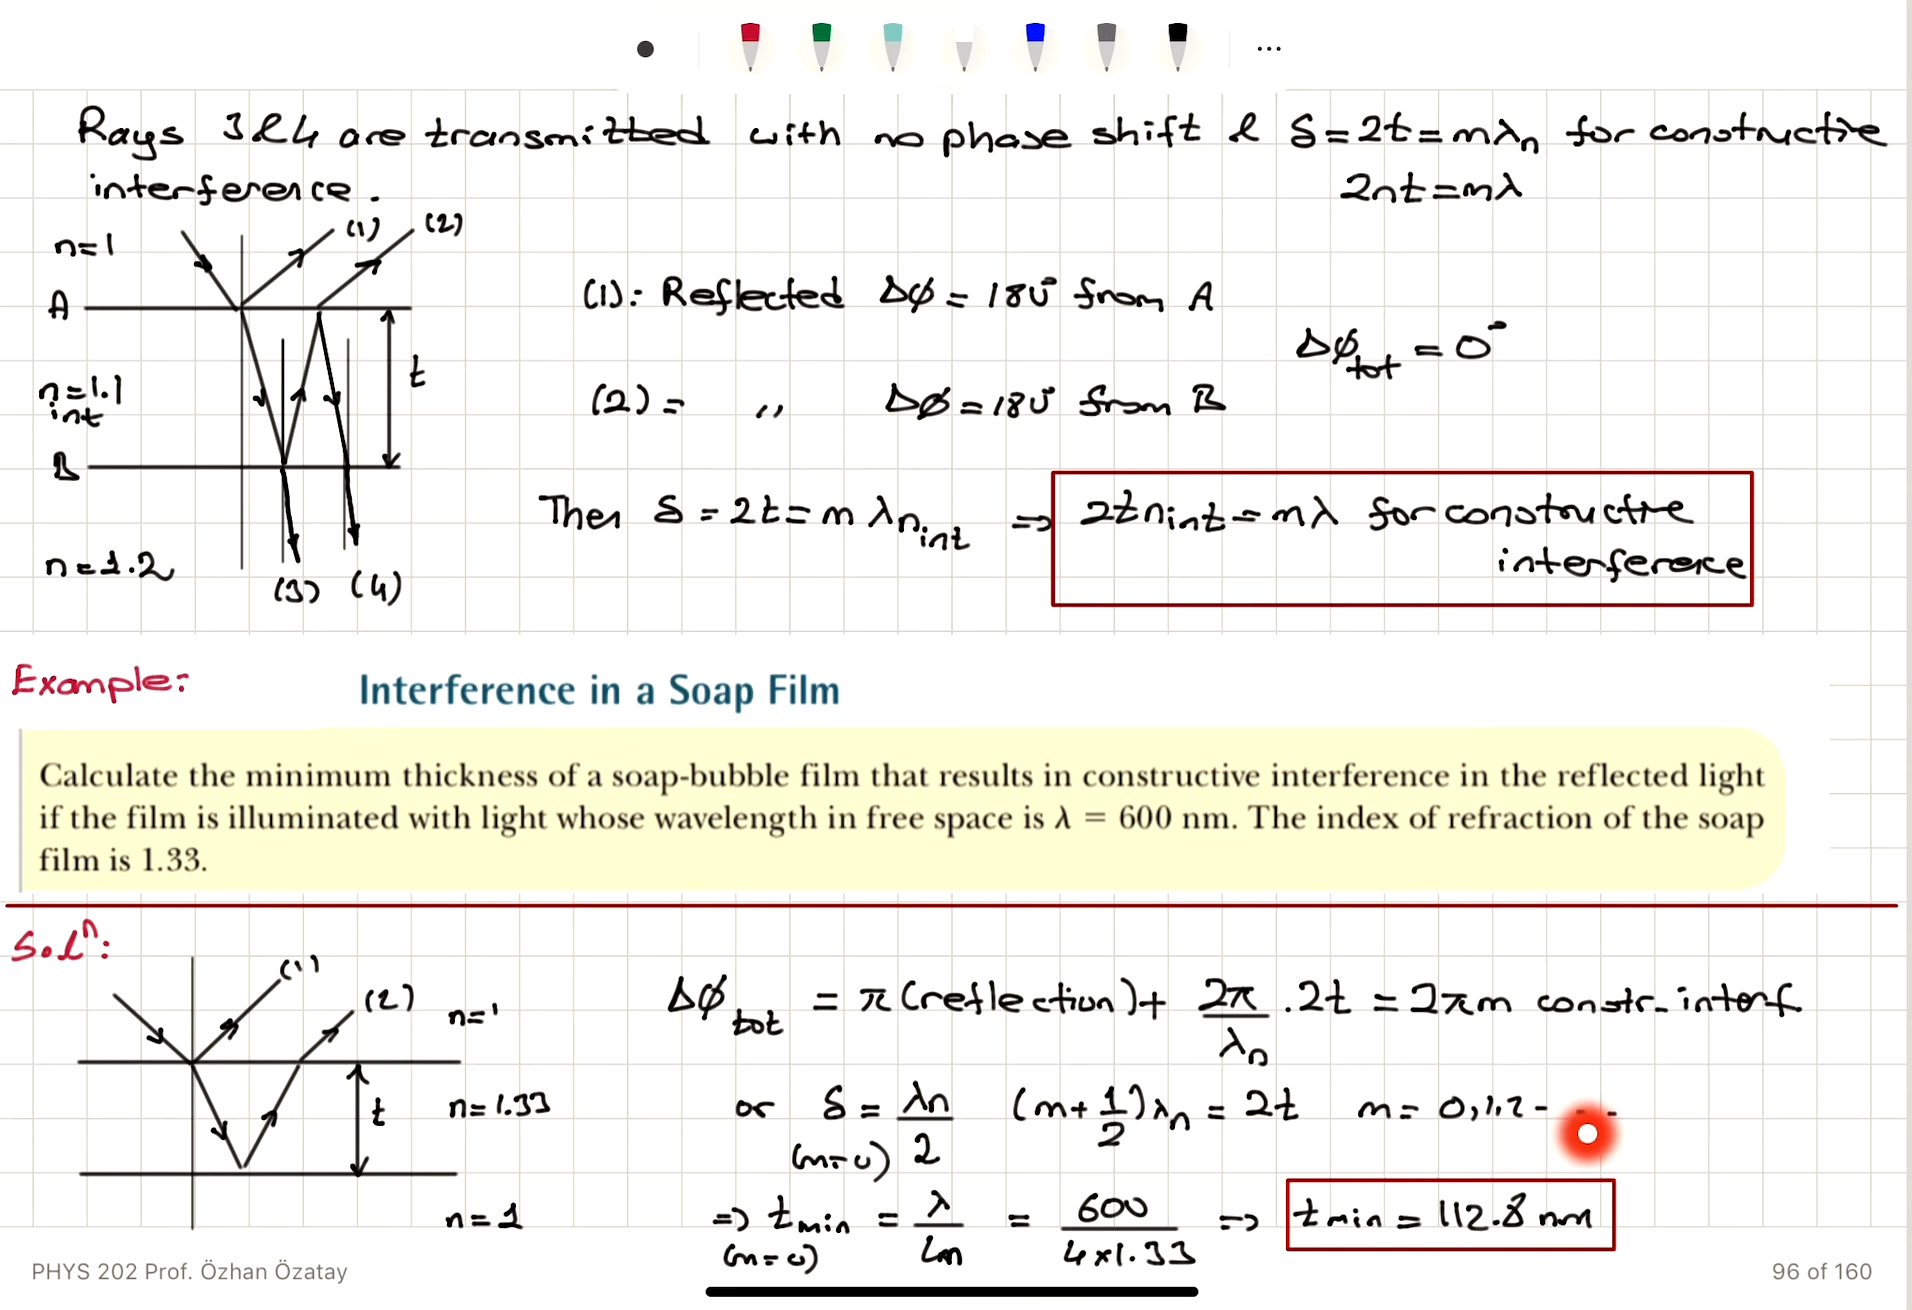 Rays 3 & 4 are transmitted with no phase shift & δ = 2t = mλn for constructive
interference. 2nt = mλ
(1) (2)
n=1
A
(1): Reflected Δφ = 180° from A
Δφtot = 0°
t
n=1.1
int
(2) = ,, Δφ = 180° from B
B
Then δ = 2t = m λnint ⇒ 2tnint = mλ for constructive
interference
n=1.2
(3) (4)
Example: Interference in a Soap Film
Calculate the minimum thickness of a soap-bubble film that results in constructive interference in the reflected light
if the film is illuminated with light whose wavelength in free space is λ = 600 nm. The index of refraction of the soap
film is 1.33.
Solⁿ:
(1)
(2) n=1
Δφtot = π (reflection) + 2π/λn . 2t = 2πm constr. interf.
t n=1.33
or δ = λn/2 (m + 1/2)λn = 2t m = 0,1,2 - - -
(m=0)
n=1
⇒ tmin = λ/4n = 600/4×1.33 ⇒ tmin = 112.8 nm
(m=0)
PHYS 202 Prof. Özhan Özatay
96 of 160